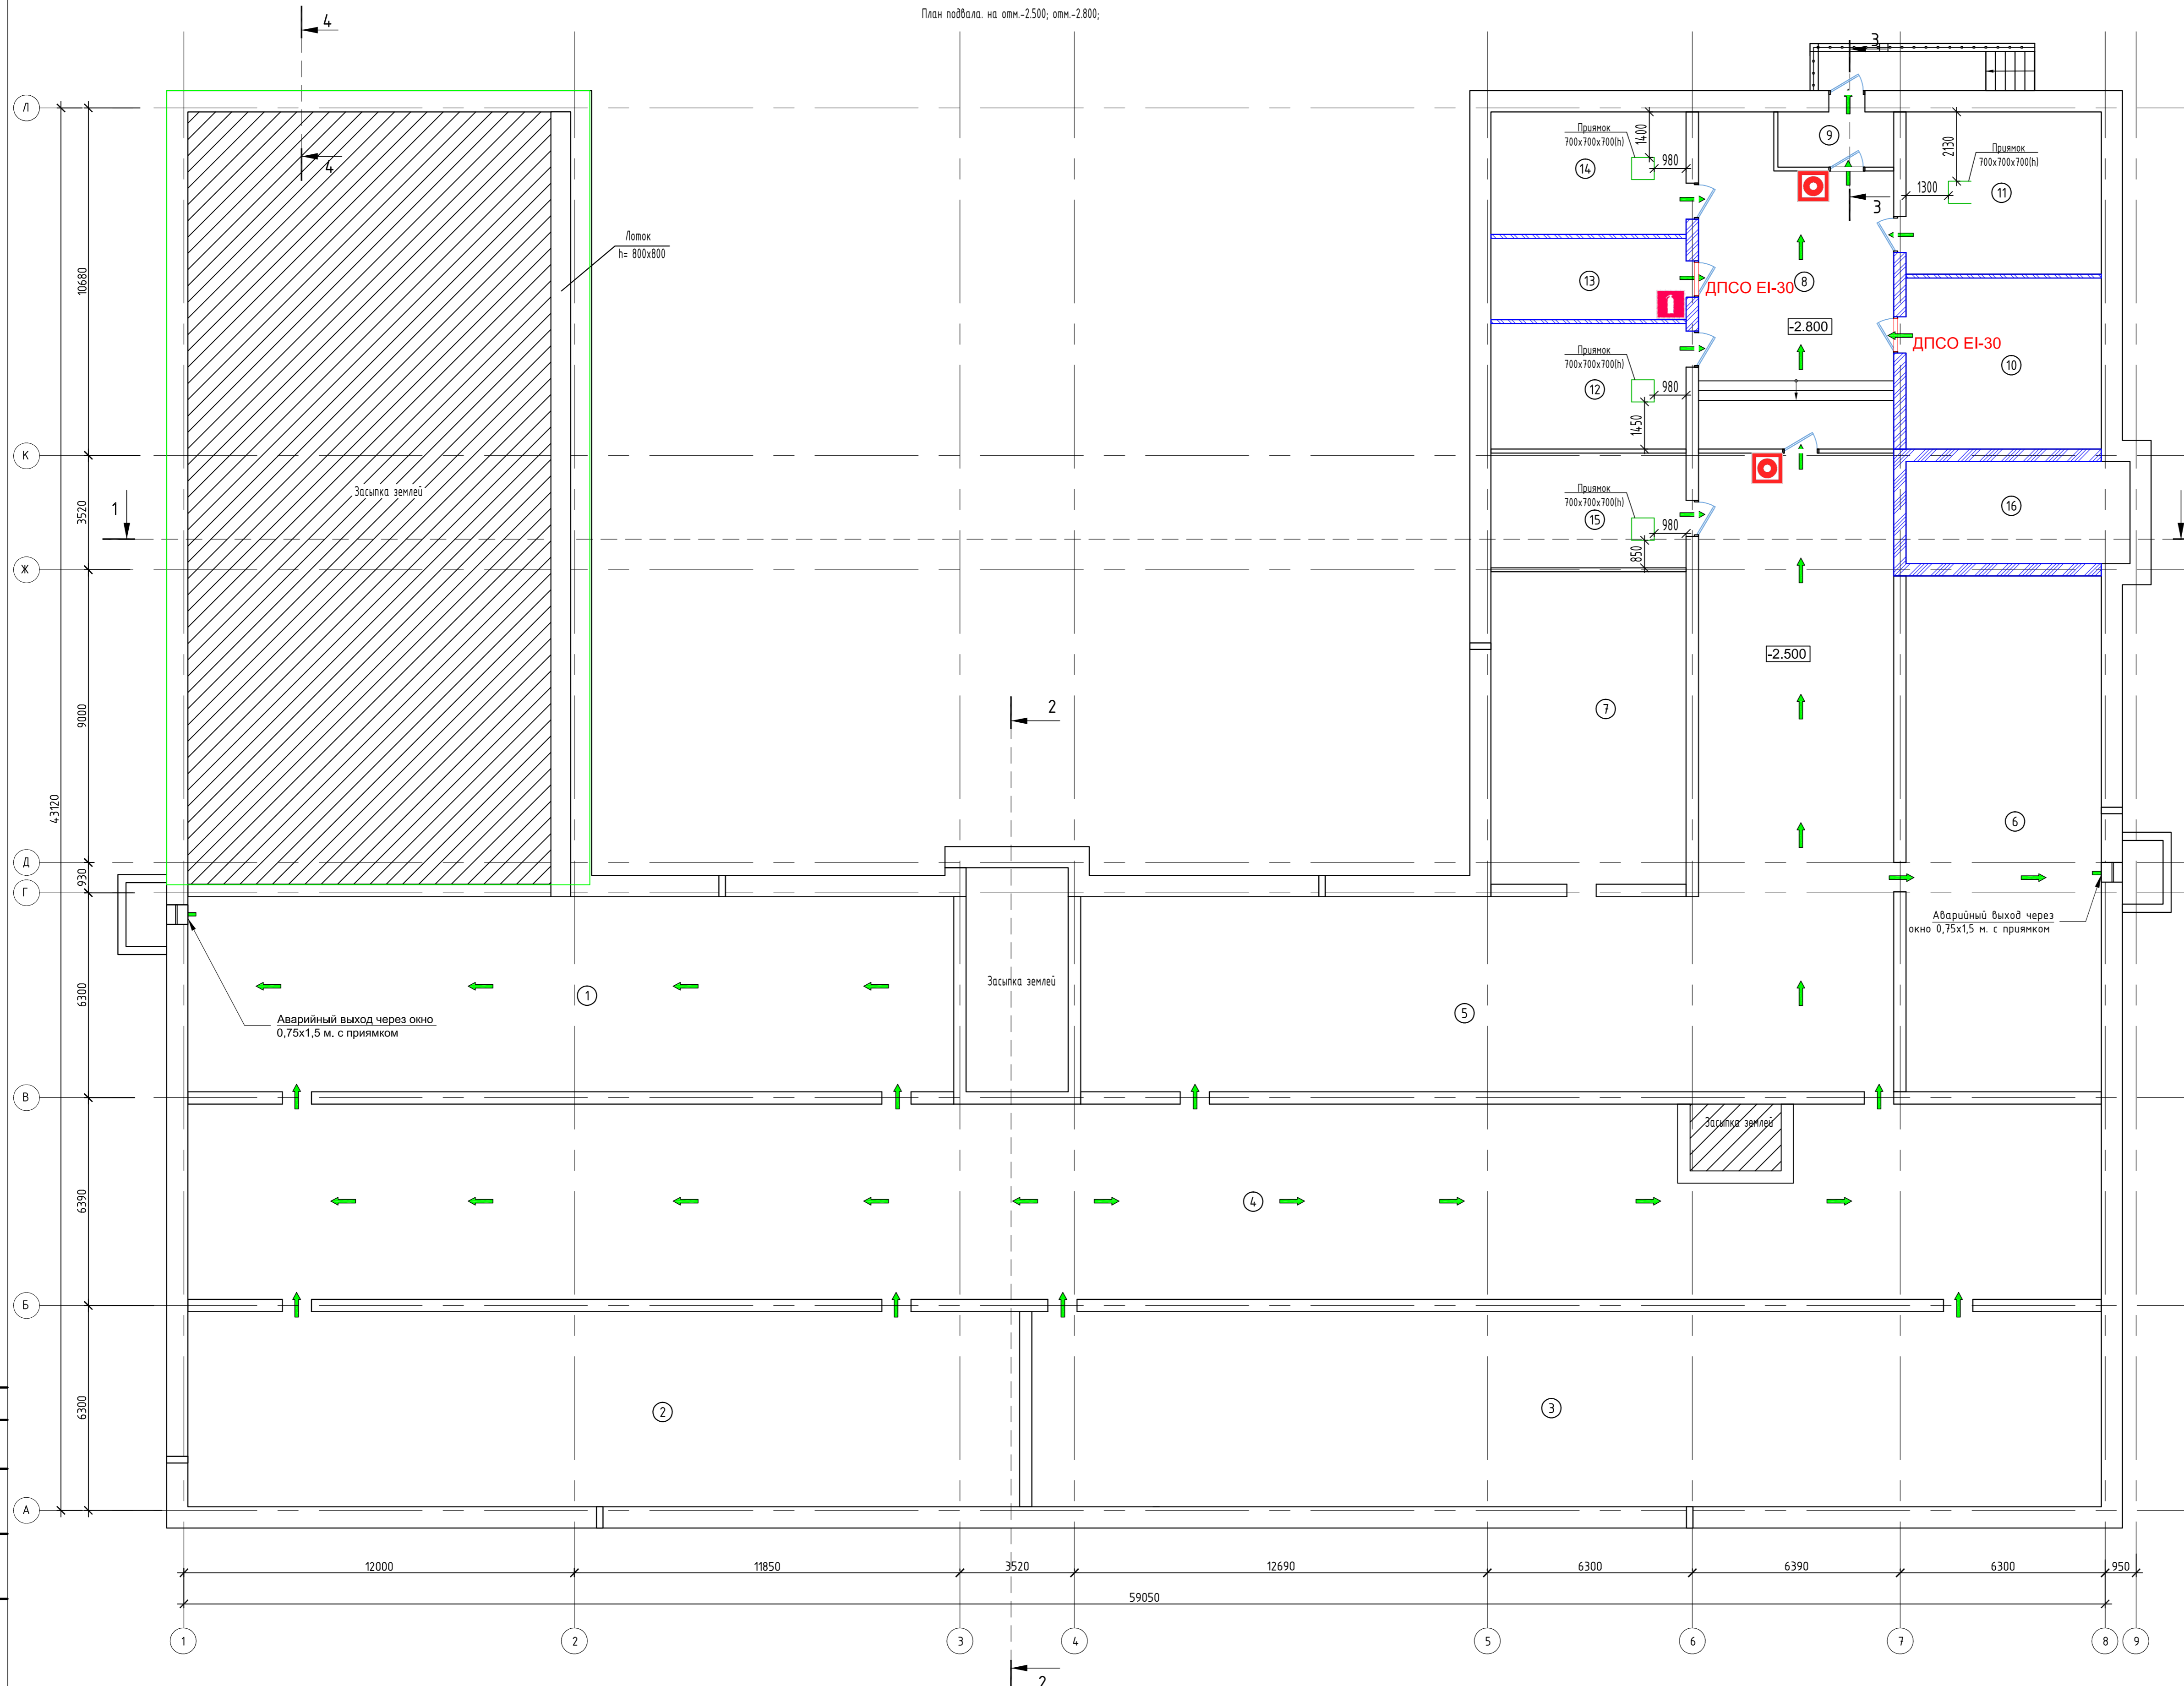 План подвала. на отм.-2.500; отм.-2.800;
4
3
Л
4
Лоток
h= 800x800
Приямок
700x700x700(h)
14
1400
980
9
3
2130
Приямок
700x700x700(h)
1300
11
10680
13
ДПСО EI-30
8
-2.800
ДПСО EI-30
10
Приямок
700x700x700(h)
12
980
1450
К
Засыпка землей
1
3520
Приямок
700x700x700(h)
15
980
850
16
Ж
-2.500
9000
7
2
43120
6
Д
930
Г
Аварийный выход через
окно 0,75х1,5 м. с приямком
6300
1
Засыпка землей
5
Аварийный выход через окно
0,75х1,5 м. с приямком
В
Засыпка землей
6390
4
Б
6300
2
3
А
12000
11850
3520
12690
6300
6390
6300
950
59050
1
2
3
4
5
6
7
8
9
2